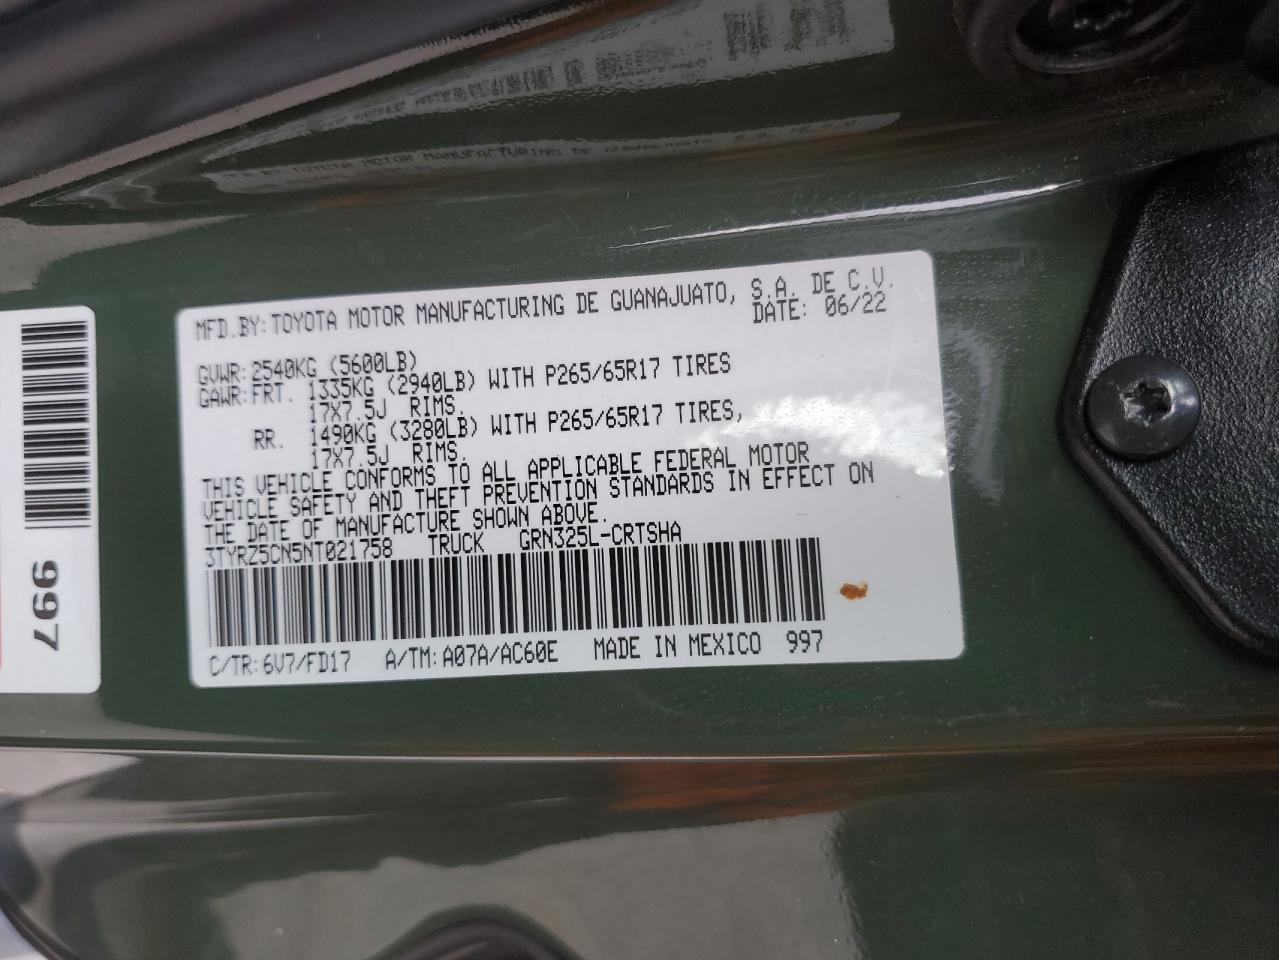 MFD.BY:TOYOTA MOTOR MANUFACTURING DE GUANAJUATO, S.A. DE C.V.
DATE: 06/22
GVWR:2540KG (5600LB)
GAWR:FRT. 1335KG (2940LB) WITH P265/65R17 TIRES
17X7.5J RIMS.
RR. 1490KG (3280LB) WITH P265/65R17 TIRES,
17X7.5J RIMS.
THIS VEHICLE CONFORMS TO ALL APPLICABLE FEDERAL MOTOR
VEHICLE SAFETY AND THEFT PREVENTION STANDARDS IN EFFECT ON
THE DATE OF MANUFACTURE SHOWN ABOVE.
3TYRZ5CN5NT021758 TRUCK GRN325L-CRTSHA
C/TR:6V7/FD17 A/TM:A07A/AC60E MADE IN MEXICO 997
997